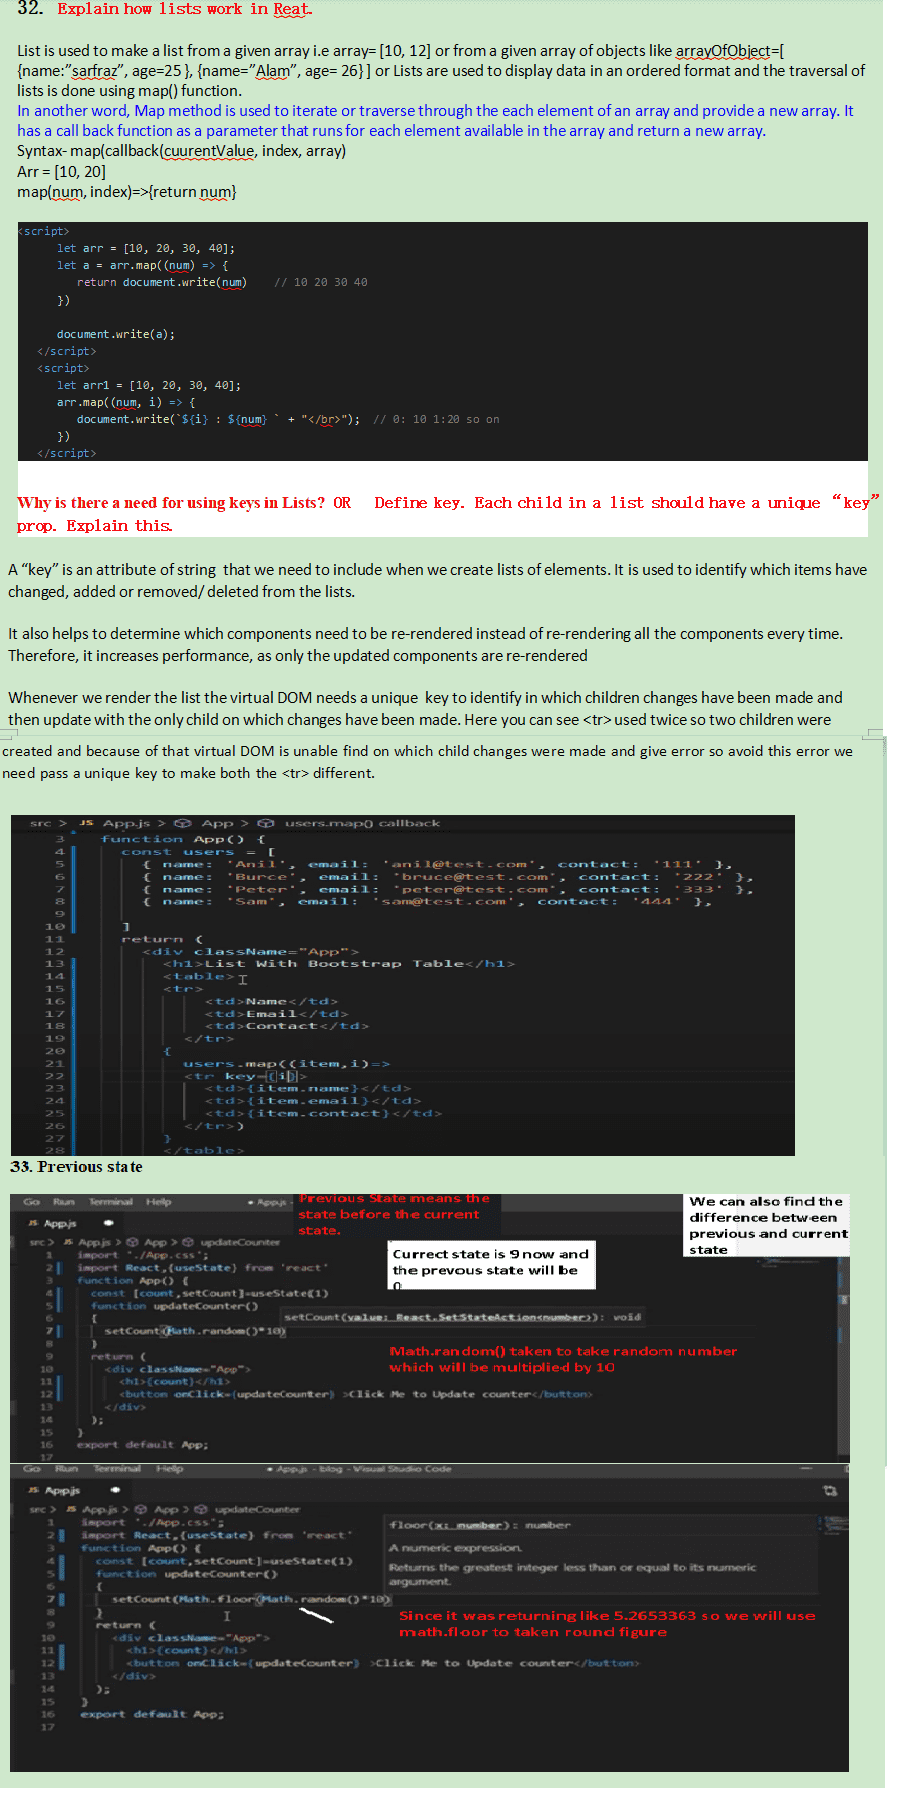 32. Explain how lists work in Reat.
List is used to make a list from a given array i.e array= [10, 12] or from a given array of objects like arrayOfObject=[
{name:”sarfraz”, age=25 }, {name=”Alam”, age= 26}] or Lists are used to display data in an ordered format and the traversal of
lists is done using map() function.
In another word, Map method is used to iterate or traverse through the each element of an array and provide a new array. It
has a call back function as a parameter that runs for each element available in the array and return a new array.
Syntax- map(callback(cuurentValue, index, array)
Arr = [10, 20]
map(num, index)=>{return num}
<script>
let arr = [10, 20, 30, 40];
let a = arr.map((num) => {
return document.write(num) // 10 20 30 40
})
document.write(a);
</script>
<script>
let arr1 = [10, 20, 30, 40];
arr.map((num, i) => {
document.write(`${i} : ${num} ` + "</br>"); // 0: 10 1:20 so on
})
</script>
Why is there a need for using keys in Lists? OR Define key. Each child in a list should have a unique “key”
prop. Explain this.
A “key” is an attribute of string that we need to include when we create lists of elements. It is used to identify which items have
changed, added or removed/ deleted from the lists.
It also helps to determine which components need to be re-rendered instead of re-rendering all the components every time.
Therefore, it increases performance, as only the updated components are re-rendered
Whenever we render the list the virtual DOM needs a unique key to identify in which children changes have been made and
then update with the only child on which changes have been made. Here you can see <tr> used twice so two children were
created and because of that virtual DOM is unable find on which child changes were made and give error so avoid this error we
need pass a unique key to make both the <tr> different.
src > JS App.js > App > users.map() callback
3 function App() {
4 const users = [
5 { name: 'Anil', email: 'anil@test.com', contact: '111' },
6 { name: 'Burce', email: 'bruce@test.com', contact: '222' },
7 { name: 'Peter', email: 'peter@test.com', contact: '333' },
8 { name: 'Sam', email: 'sam@test.com', contact: '444' },
9
10 ]
11 return (
12 <div className="App">
13 <h1>List With Bootstrap Table</h1>
14 <table>
15 <tr>
16 <td>Name</td>
17 <td>Email</td>
18 <td>Contact</td>
19 </tr>
20 {
21 users.map((item,i)=>
22 <tr key={i}>
23 <td>{item.name}</td>
24 <td>{item.email}</td>
25 <td>{item.contact}</td>
26 </tr>)
27 }
28 </table>
33. Previous state
Go Run Terminal Help • App.js -
Previous State means the
state before the current
state.
We can also find the
difference between
previous and current
state
JS App.js
src > JS App.js > App > updateCounter
Currect state is 9 now and
the prevous state will be
0
1 import './App.css';
2 import React,{useState} from 'react'
3 function App() {
4 const [count,setCount]=useState(1)
5 function updateCounter()
6 {
setCount(value: React.SetStateAction<number>): void
7 setCount(Math.random()*10)
8 }
Math.random() taken to take random number
which will be multiplied by 10
9 return (
10 <div className="App">
11 <h1>{count}</h1>
12 <button onClick={updateCounter} >Click Me to Update counter</button>
13 </div>
14 );
15 }
16 export default App;
17
Go Run Terminal Help • App.js - blog - Visual Studio Code
JS App.js
src > JS App.js > App > updateCounter
floor(x: number): number
A numeric expression.
Returns the greatest integer less than or equal to its numeric
argument.
1 import './App.css';
2 import React,{useState} from 'react'
3 function App() {
4 const [count,setCount]=useState(1)
5 function updateCounter()
6 {
7 setCount(Math.floor(Math.random()*10)
8 }
Since it was returning like 5.2653363 so we will use
math.floor to taken round figure
9 return (
10 <div className="App">
11 <h1>{count}</h1>
12 <button onClick={updateCounter} >Click Me to Update counter</button>
13 </div>
14 );
15 }
16 export default App;
17